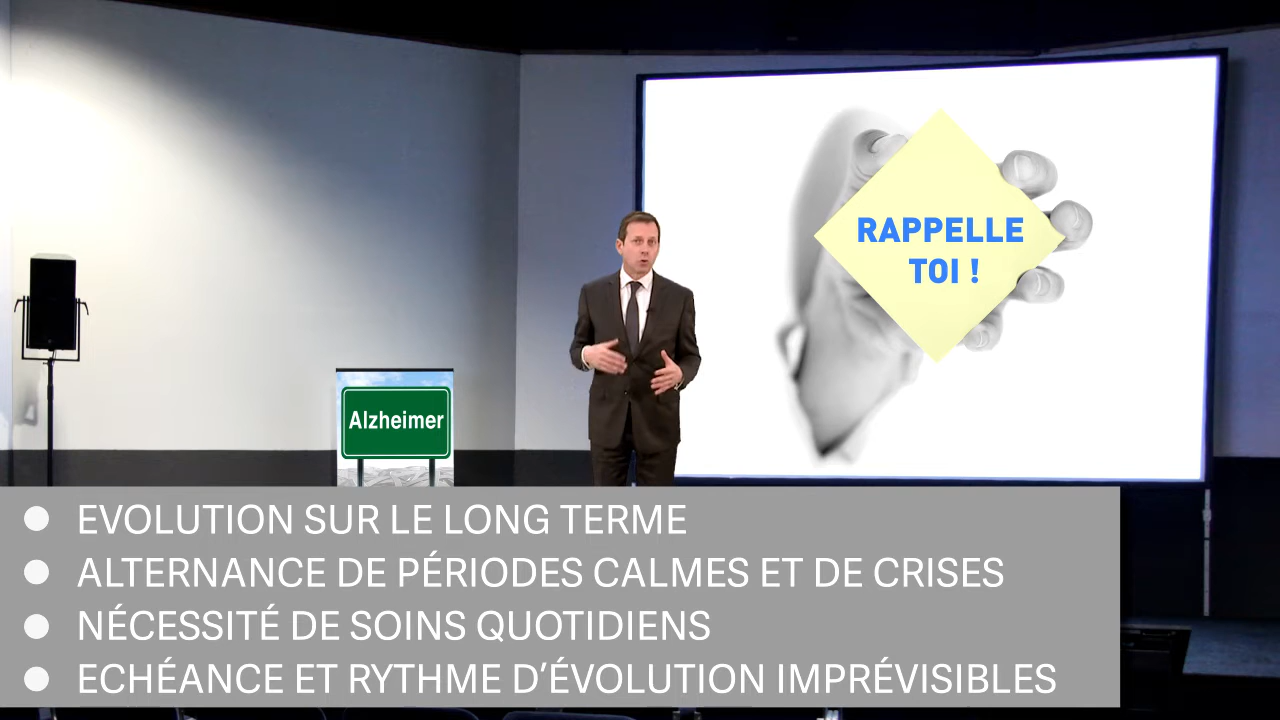 RAPPELLE
TOI !
Alzheimer
EVOLUTION SUR LE LONG TERME
ALTERNANCE DE PÉRIODES CALMES ET DE CRISES
NÉCESSITÉ DE SOINS QUOTIDIENS
ECHÉANCE ET RYTHME D’ÉVOLUTION IMPRÉVISIBLES